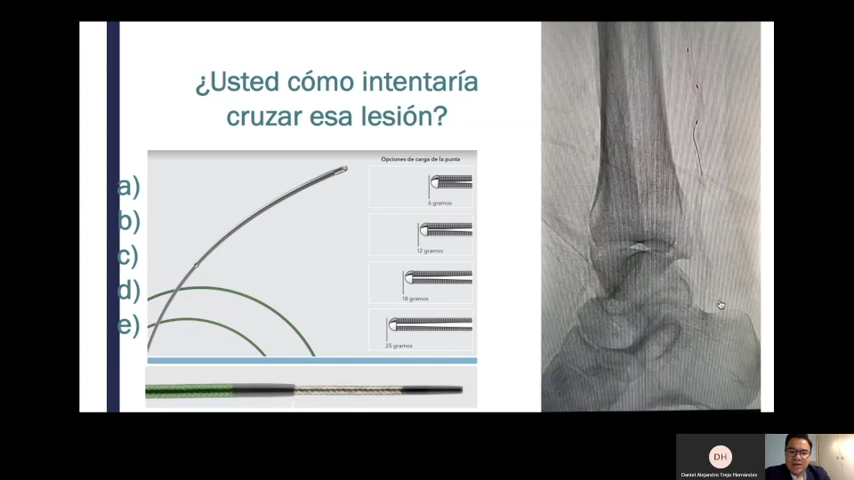 ¿Usted cómo intentaría
cruzar esa lesión?
a)
b)
c)
d)
e)
Opciones de carga de la punta
6 gramos
12 gramos
18 gramos
25 gramos
DH
Daniel Alejandros Trejo Hernández